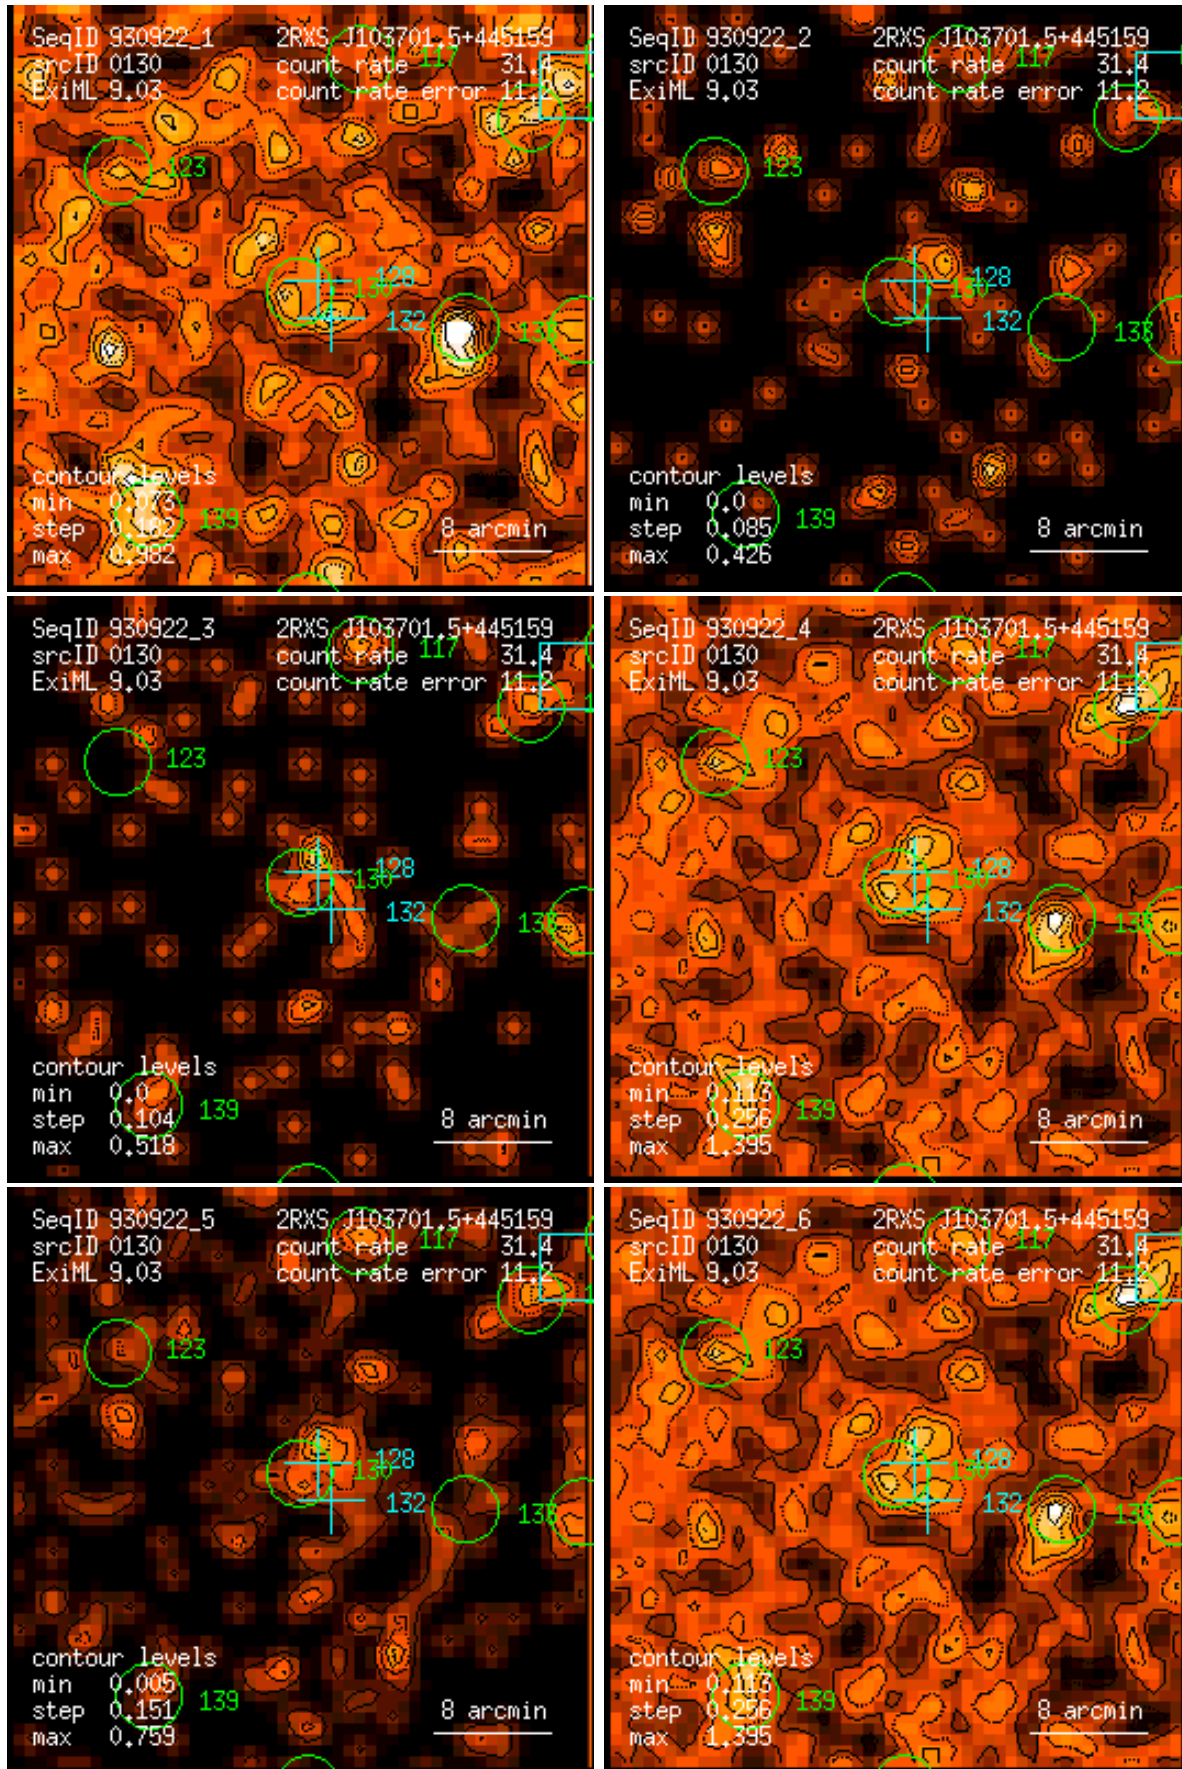 SeqID 930922_1 2RXS J103701.5+445159
srcID 0130 count rate 117 31.4
ExiML 9.03 count rate error 11.2
123
128
130
132
133
contour levels
min 0.073
step 0.182 139 8 arcmin
max 0.982
SeqID 930922_2 2RXS J103701.5+445159
srcID 0130 count rate 117 31.4
ExiML 9.03 count rate error 11.2
123
128
130
132
133
contour levels
min 0.0
step 0.085 139 8 arcmin
max 0.426
SeqID 930922_3 2RXS J103701.5+445159
srcID 0130 count rate 117 31.4
ExiML 9.03 count rate error 11.2
123
128
130
132
133
contour levels
min 0.0
step 0.104 139 8 arcmin
max 0.518
SeqID 930922_4 2RXS J103701.5+445159
srcID 0130 count rate 117 31.4
ExiML 9.03 count rate error 11.2
123
128
130
132
133
contour levels
min 0.113
step 0.256 139 8 arcmin
max 1.395
SeqID 930922_5 2RXS J103701.5+445159
srcID 0130 count rate 117 31.4
ExiML 9.03 count rate error 11.2
123
128
130
132
133
contour levels
min 0.005
step 0.151 139 8 arcmin
max 0.759
SeqID 930922_6 2RXS J103701.5+445159
srcID 0130 count rate 117 31.4
ExiML 9.03 count rate error 11.2
123
128
130
132
133
contour levels
min 0.113
step 0.256 139 8 arcmin
max 1.395